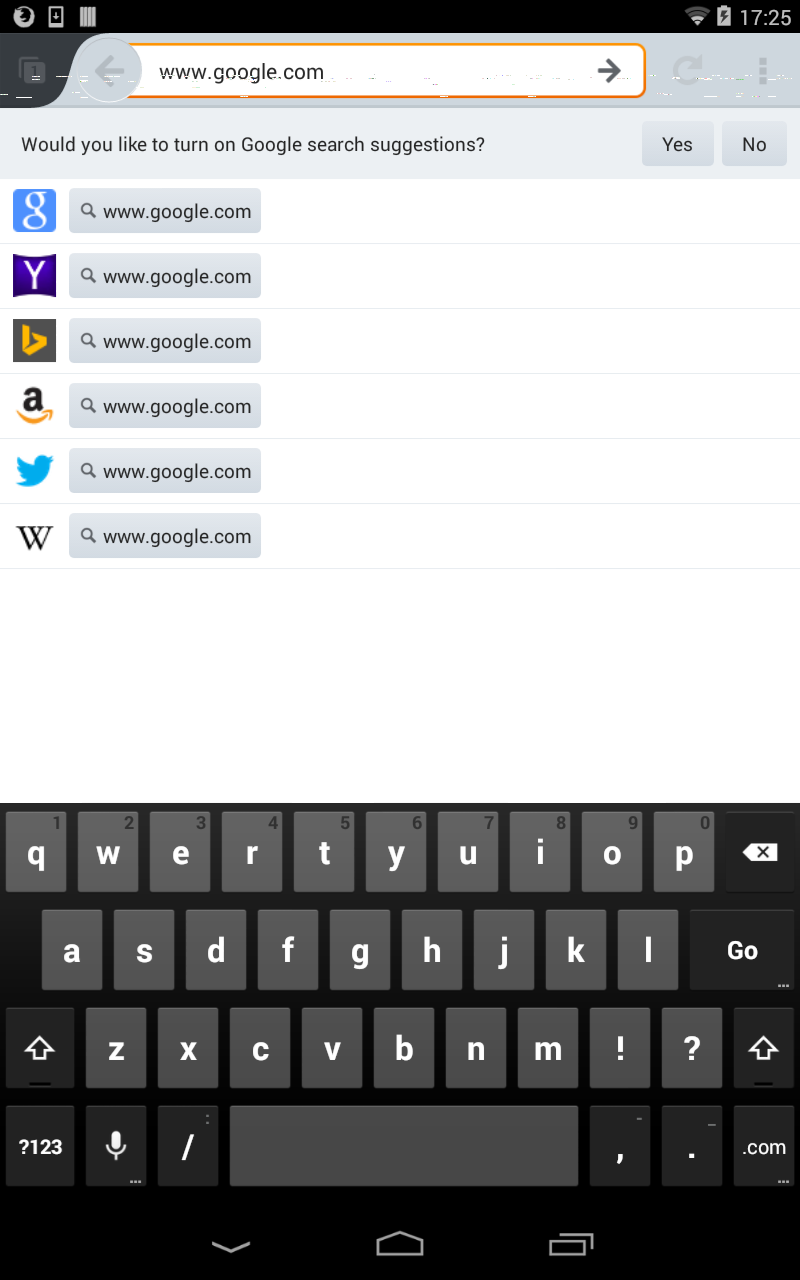 17:25
1
www.google.com
Would you like to turn on Google search suggestions? Yes No
g www.google.com
Y www.google.com
b www.google.com
a www.google.com
www.google.com
W www.google.com
1 2 3 4 5 6 7 8 9 0
q w e r t y u i o p
a s d f g h j k l Go ...
z x c v b n m ! ?
?123 ... / : , - . _ .com ...